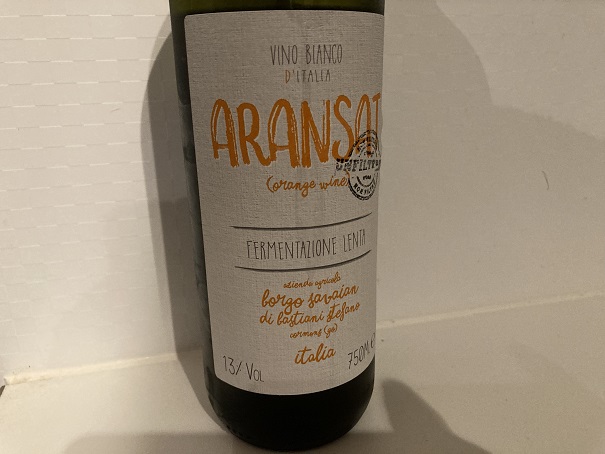 VINO BIANCO
D'ITALIA
ARANSAT
(orange wine)
FERMENTAZIONE LENTA
azienda agricola
borgo savaian
di bastiani stefano
cormons (go)
italia
13% VOL
750ML